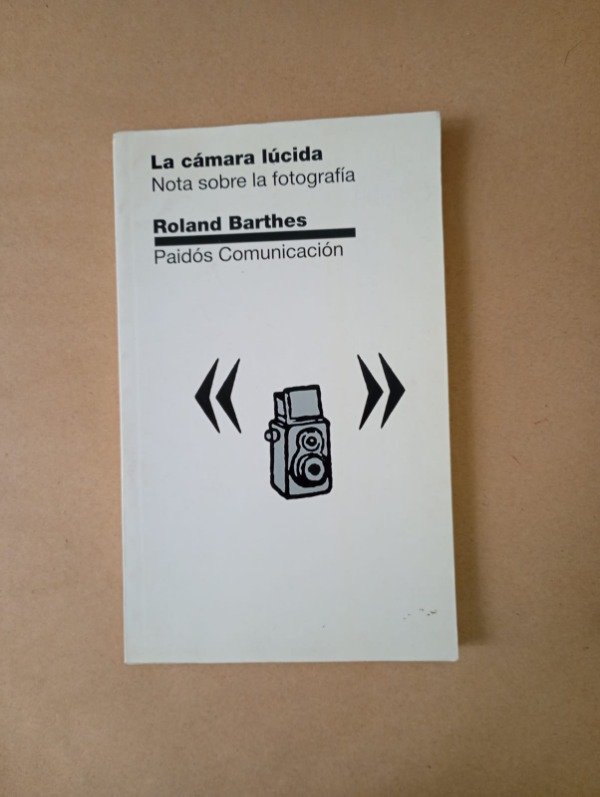 La cámara lúcida
Nota sobre la fotografía
Roland Barthes
Paidós Comunicación
« »